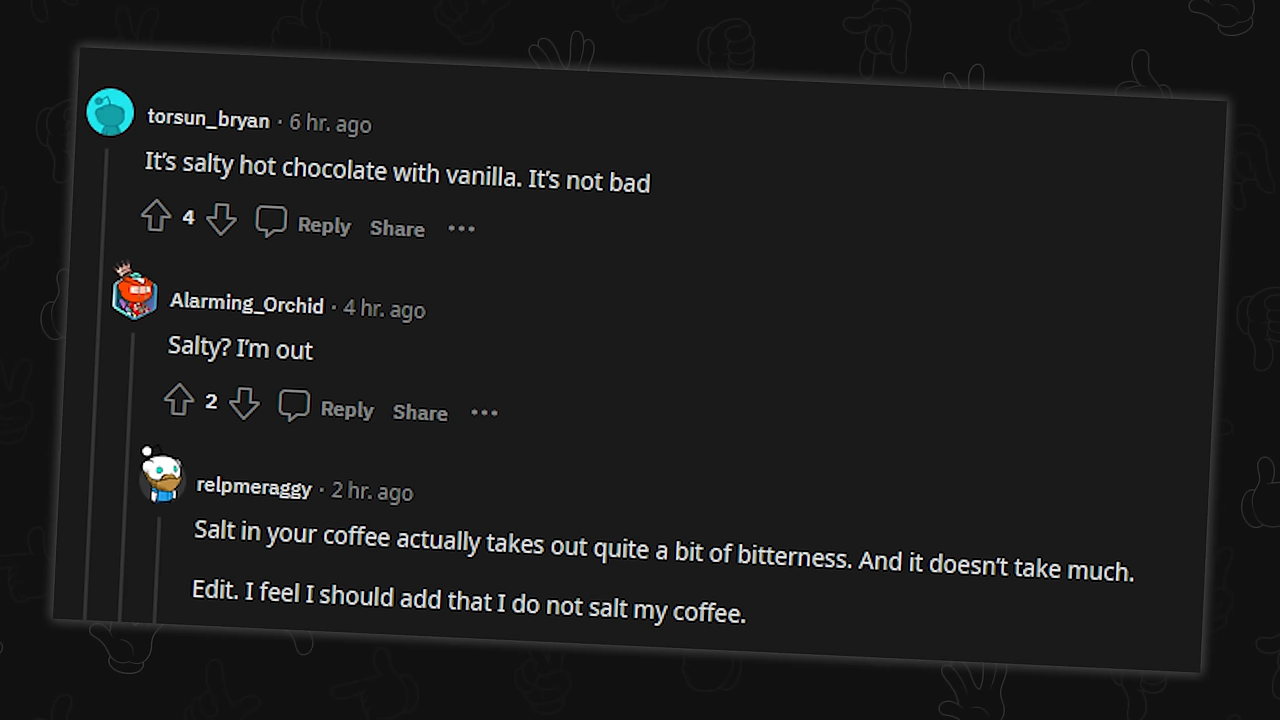 torsun_bryan · 6 hr. ago
It's salty hot chocolate with vanilla. It's not bad
4 Reply Share ···
Alarming_Orchid · 4 hr. ago
Salty? I'm out
2 Reply Share ···
relpmeraggy · 2 hr. ago
Salt in your coffee actually takes out quite a bit of bitterness. And it doesn't take much.
Edit. I feel I should add that I do not salt my coffee.